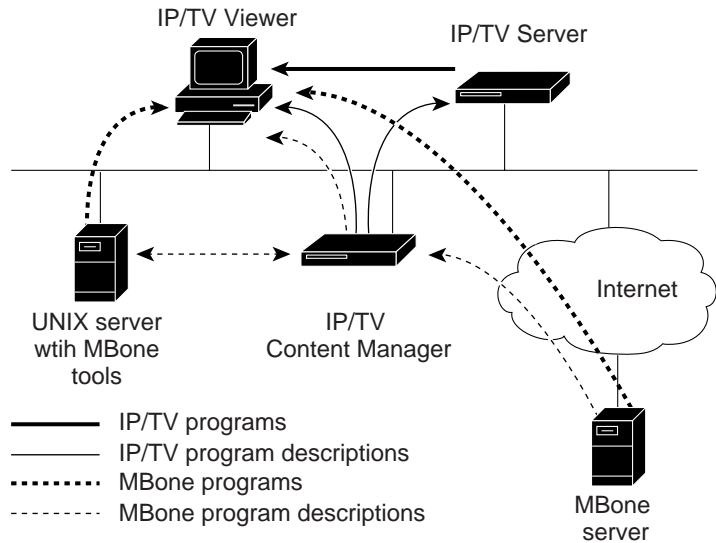 IP/TV Viewer
IP/TV Server
Internet
UNIX server
wtih MBone
tools
IP/TV
Content Manager
IP/TV programs
IP/TV program descriptions
MBone programs
MBone program descriptions
MBone
server